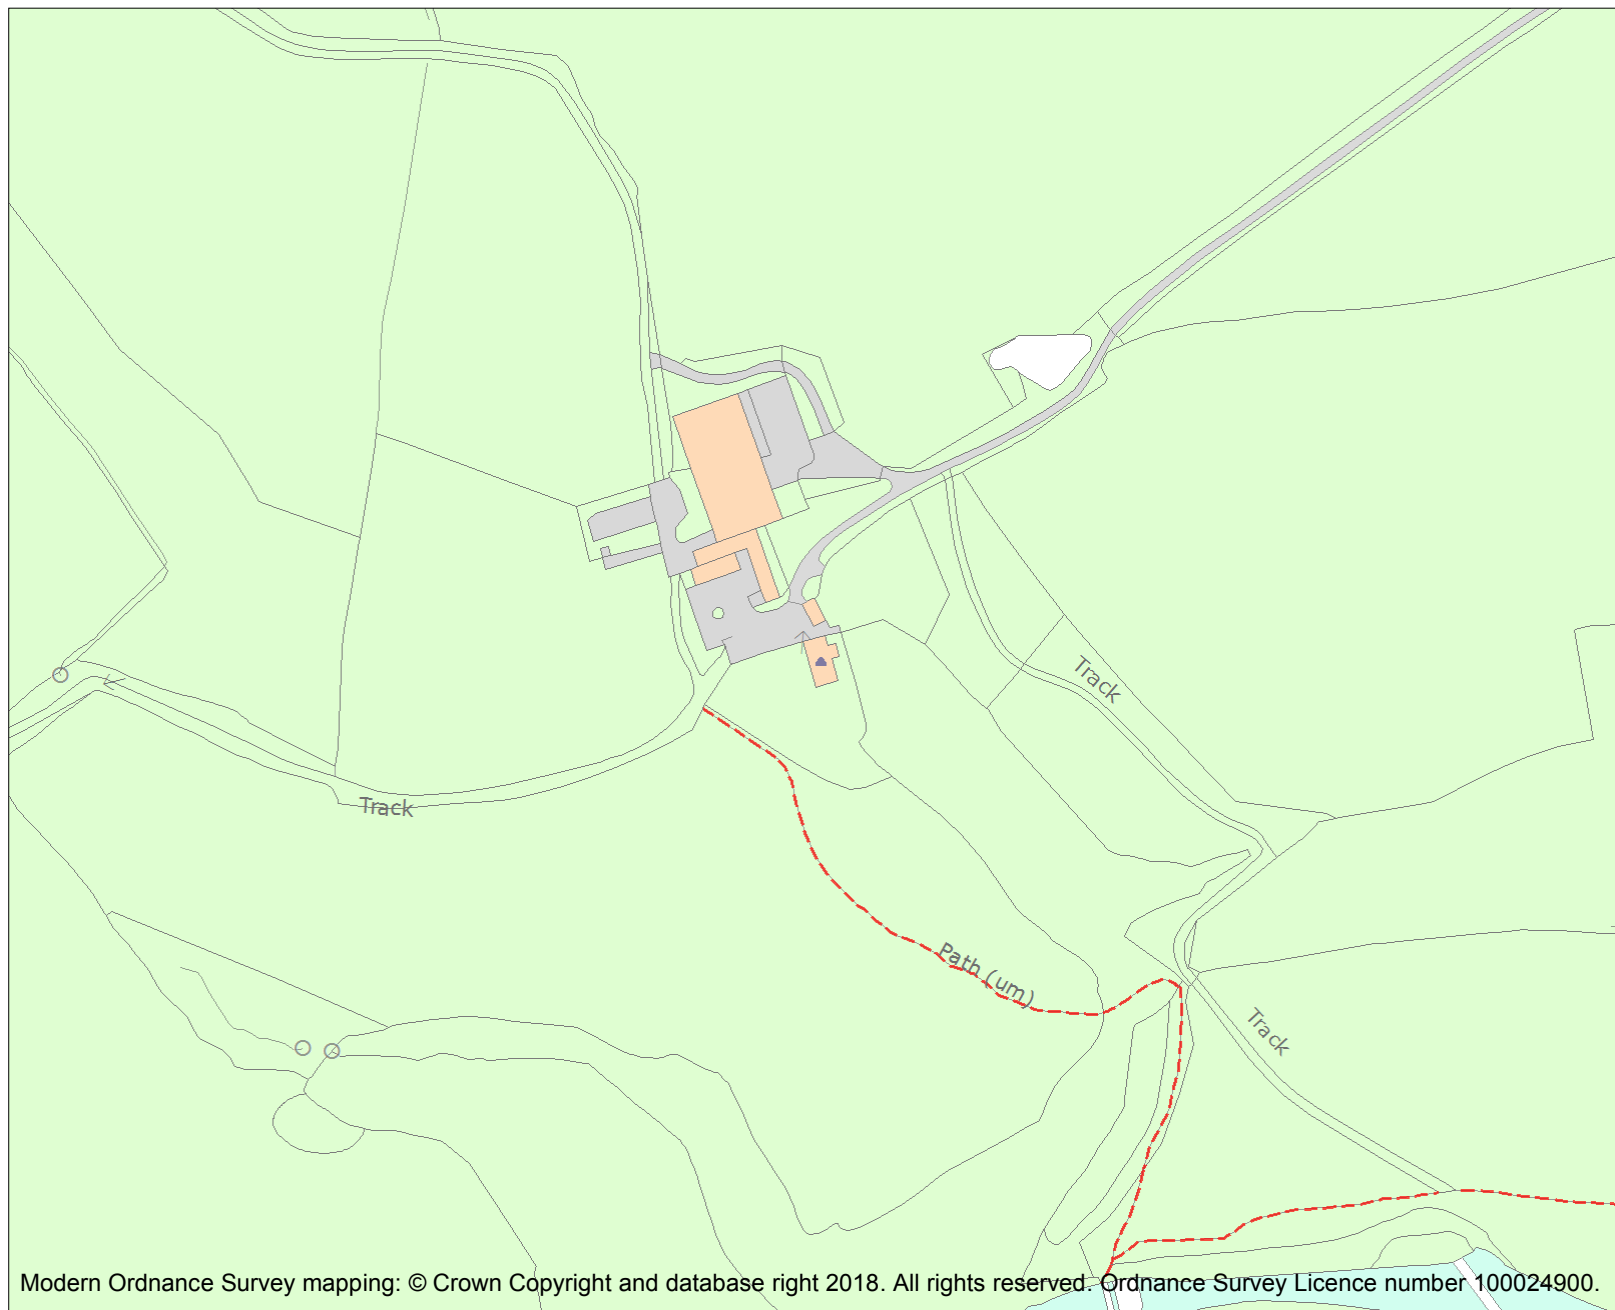 Track
Track
Path (um)
Track
Modern Ordnance Survey mapping: © Crown Copyright and database right 2018. All rights reserved. Ordnance Survey Licence number 100024900.